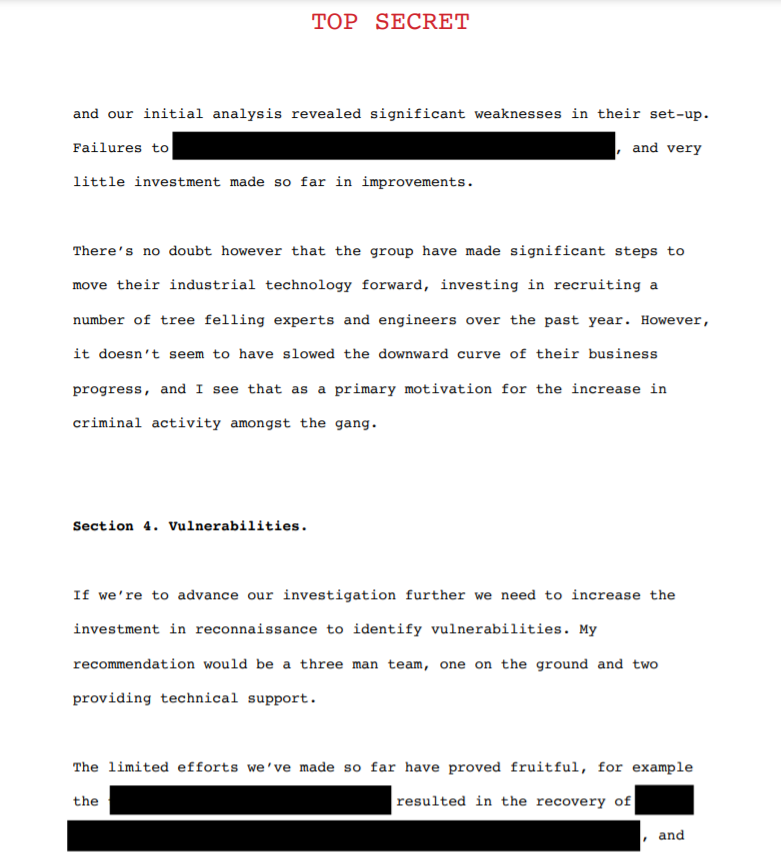 TOP SECRET
and our initial analysis revealed significant weaknesses in their set-up.
Failures to , and very
little investment made so far in improvements.
There's no doubt however that the group have made significant steps to
move their industrial technology forward, investing in recruiting a
number of tree felling experts and engineers over the past year. However,
it doesn't seem to have slowed the downward curve of their business
progress, and I see that as a primary motivation for the increase in
criminal activity amongst the gang.
Section 4. Vulnerabilities.
If we're to advance our investigation further we need to increase the
investment in reconnaissance to identify vulnerabilities. My
recommendation would be a three man team, one on the ground and two
providing technical support.
The limited efforts we've made so far have proved fruitful, for example
the resulted in the recovery of
, and